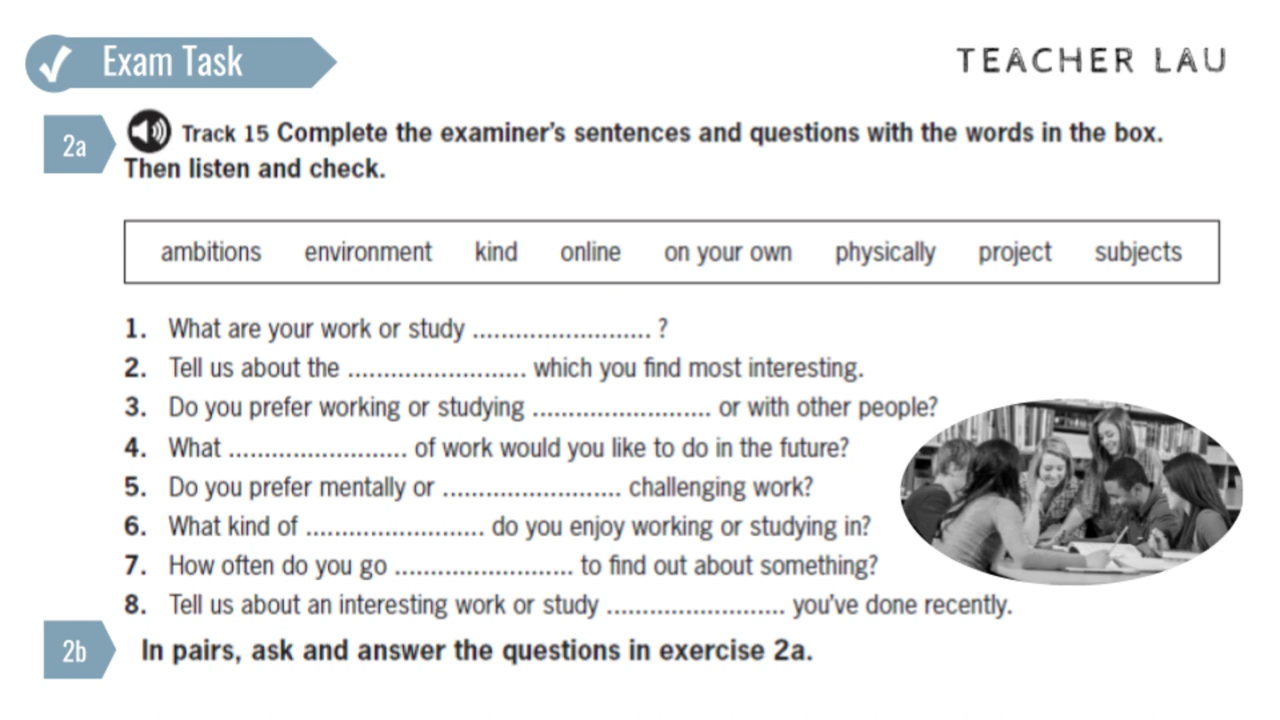 Exam Task
TEACHER LAU
2a
Track 15 Complete the examiner's sentences and questions with the words in the box.
Then listen and check.
ambitions environment kind online on your own physically project subjects
1. What are your work or study ......................... ?
2. Tell us about the ......................... which you find most interesting.
3. Do you prefer working or studying ......................... or with other people?
4. What ......................... of work would you like to do in the future?
5. Do you prefer mentally or ......................... challenging work?
6. What kind of ......................... do you enjoy working or studying in?
7. How often do you go ......................... to find out about something?
8. Tell us about an interesting work or study ......................... you've done recently.
2b
In pairs, ask and answer the questions in exercise 2a.